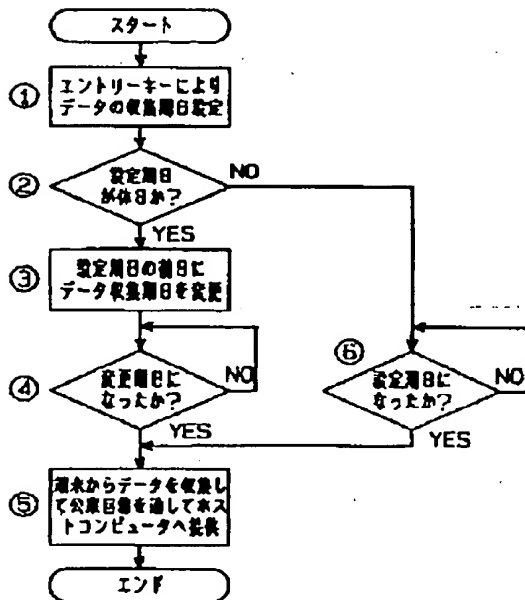 スタート
①
エントリーキーにより
データの収集期日設定
②
設定期日
が休日か?
NO
YES
③
設定期日の前日に
データ収集期日を変更
④
変更期日に
なったか?
NO
YES
⑥
設定期日に
なったか?
NO
YES
⑤
端末からデータを収集し
て公衆回線を通してホス
トコンピュータへ
エンド